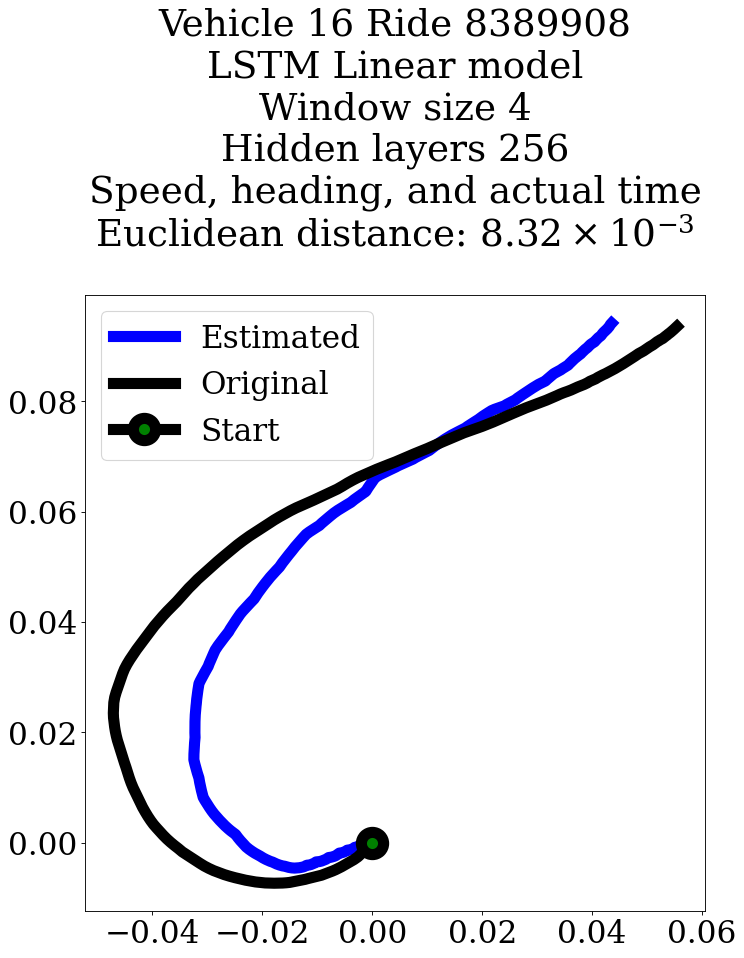 Vehicle 16 Ride 8389908
LSTM Linear model
Window size 4
Hidden layers 256
Speed, heading, and actual time
Euclidean distance: 8.32 × 10⁻³
Estimated
Original
Start
0.08
0.06
0.04
0.02
0.00
−0.04 −0.02 0.00 0.02 0.04 0.06